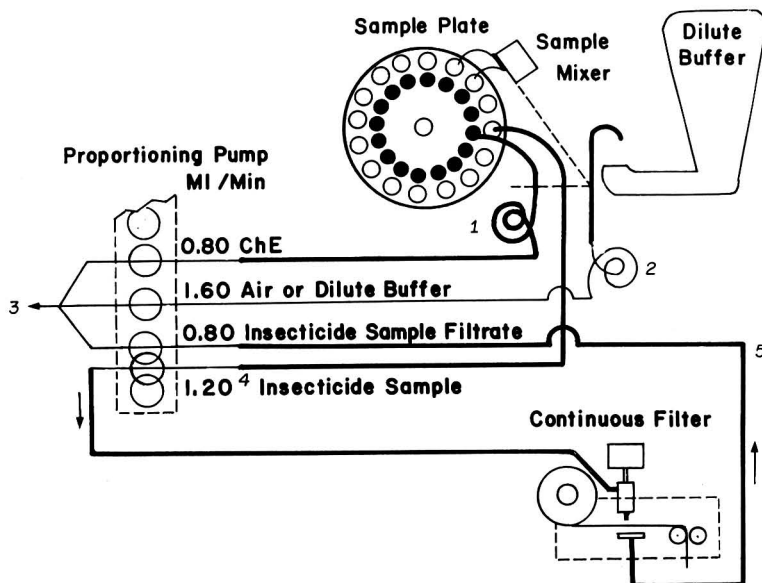 Sample Plate
Sample
Mixer
Dilute
Buffer
Proportioning Pump
Ml /Min
1
2
0.80 ChE
3
1.60 Air or Dilute Buffer
0.80 Insecticide Sample Filtrate
5
1.20 4 Insecticide Sample
Continuous Filter